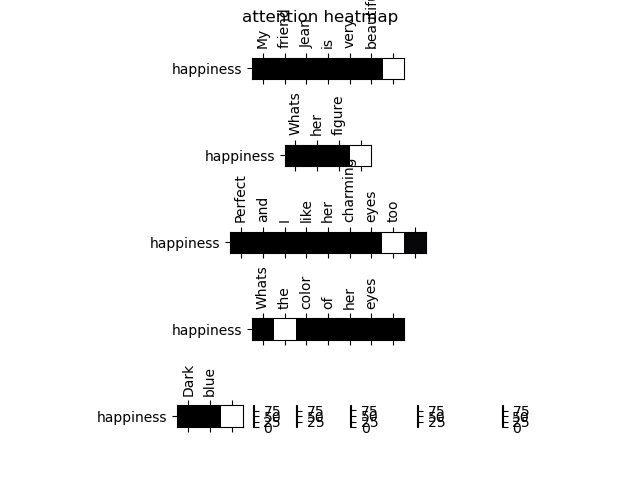 attention heatmap
My friend Jean is very beautiful
happiness
Whats her figure
happiness
Perfect and I like her charming eyes too
happiness
Whats the color of her eyes
happiness
Dark blue
happiness
75 75 75 75 75
50 50 50 50 50
25 25 25 25 25
0 0 0